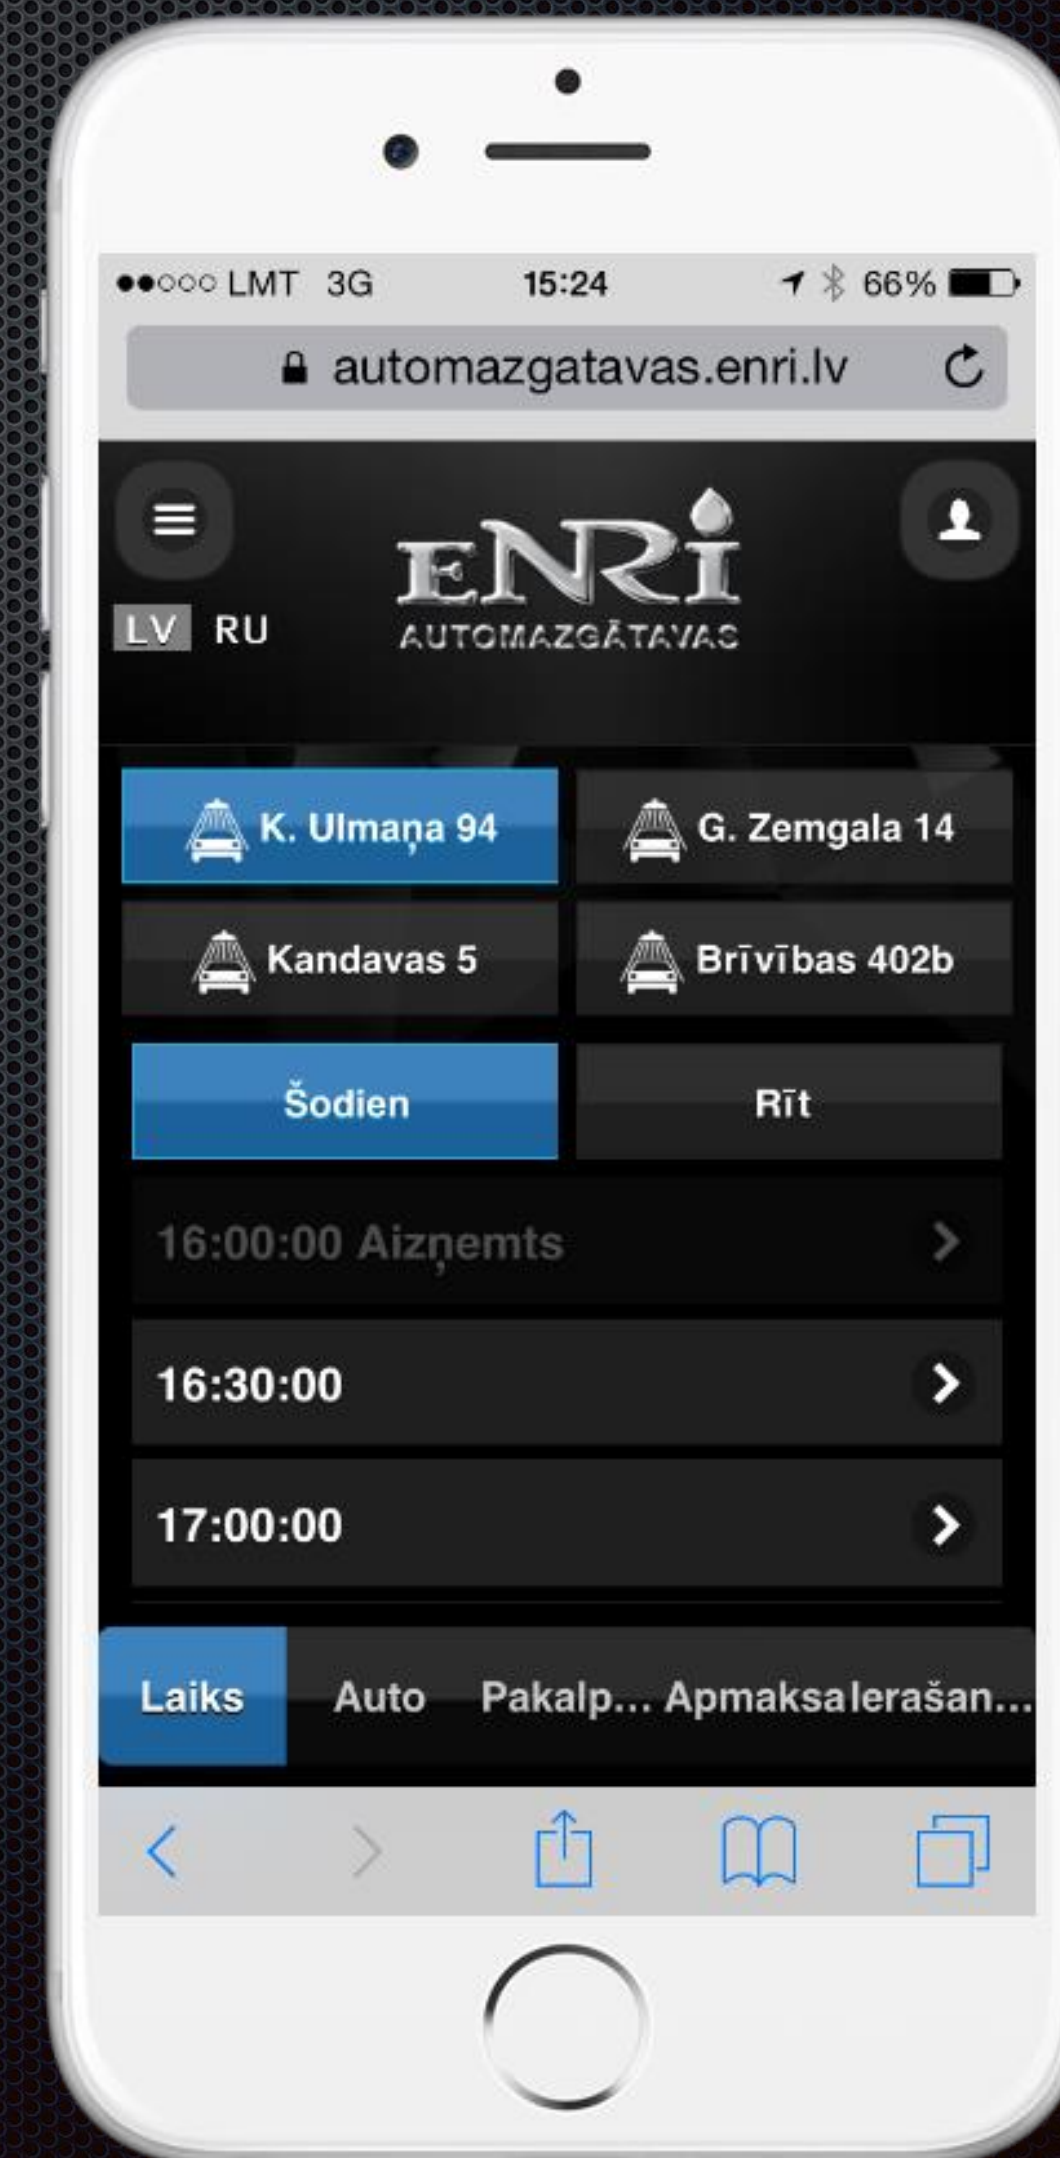 LMT 3G 15:24 66%
automazgatavas.enri.lv
ENRi
LV RU
AUTOMAZGĀTAVAS
K. Ulmaņa 94 G. Zemgala 14
Kandavas 5 Brīvības 402b
Šodien Rīt
16:00:00 Aizņemts
16:30:00
17:00:00
Laiks Auto Pakalp... Apmaksa Ierašan...